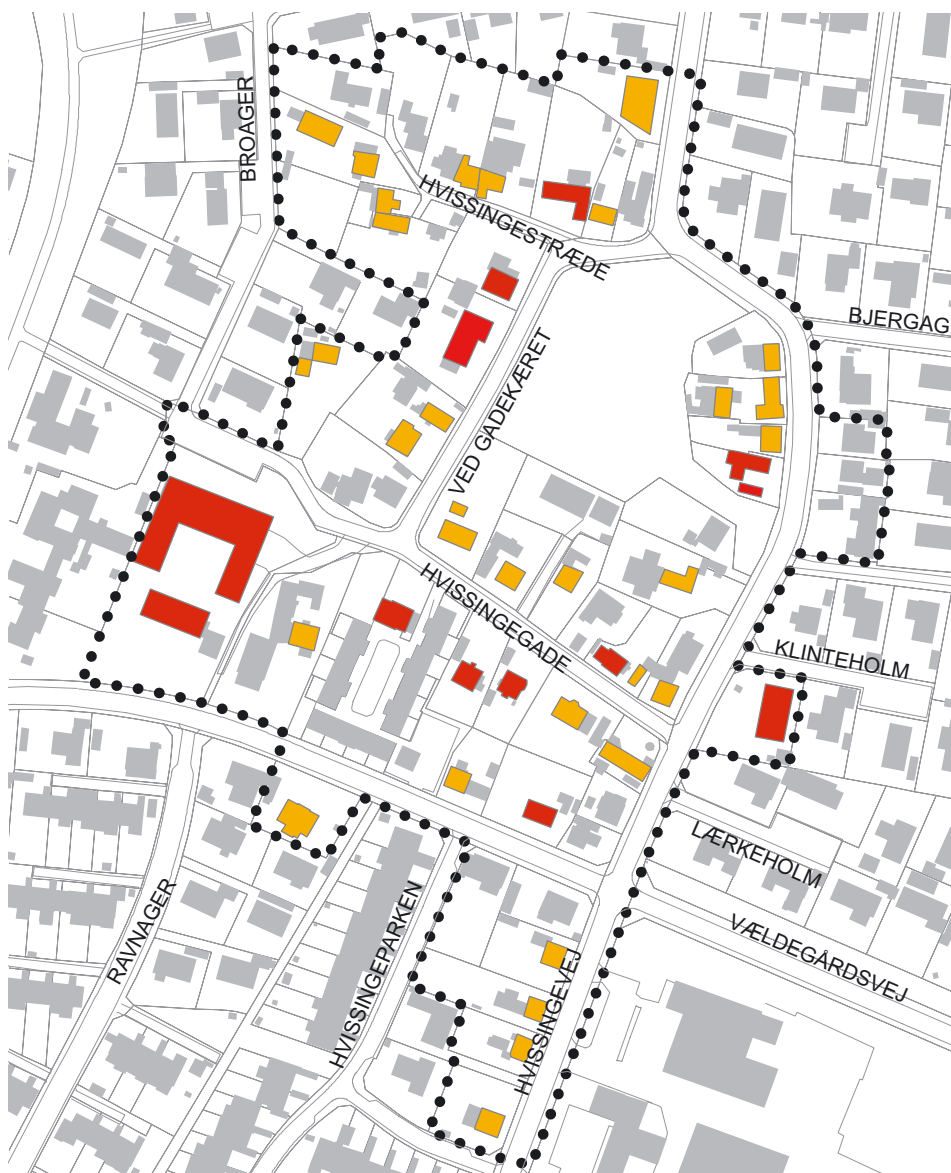 BROAGER
HVISSINGESTRÆDE
BJERGAG
VED GADEKÆRET
HVISSINGEGADE
KLINTEHOLM
LÆRKEHOLM
VÆLDEGÅRDSVEJ
RAVNAGER
HVISSINGEPARKEN
HVISSINGEVEJ